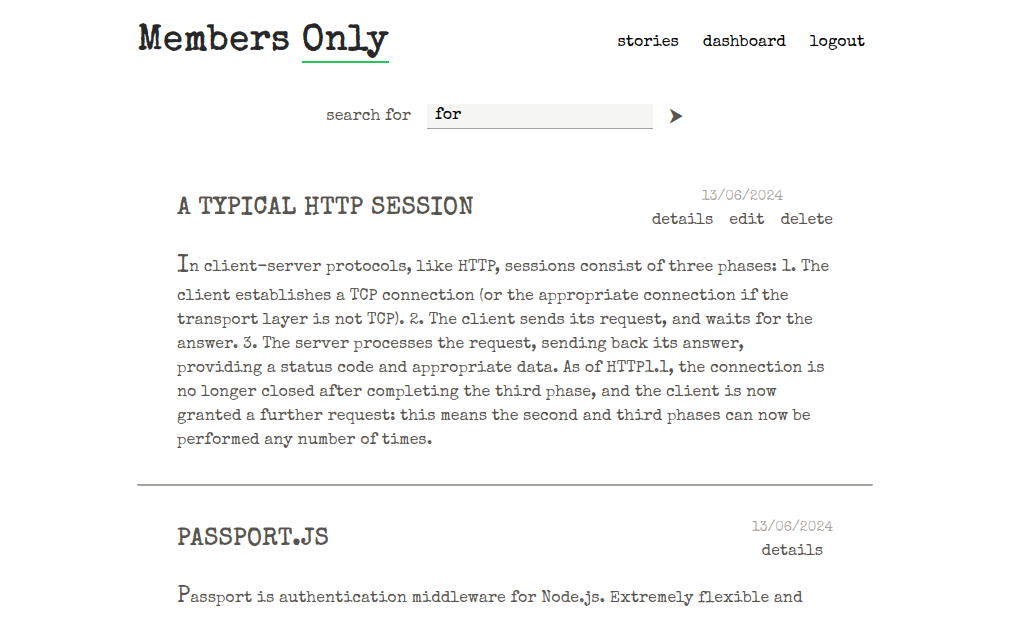 Members Only
stories dashboard logout
search for for
A TYPICAL HTTP SESSION
13/06/2024
details edit delete
In client-server protocols, like HTTP, sessions consist of three phases: 1. The
client establishes a TCP connection (or the appropriate connection if the
transport layer is not TCP). 2. The client sends its request, and waits for the
answer. 3. The server processes the request, sending back its answer,
providing a status code and appropriate data. As of HTTP1.1, the connection is
no longer closed after completing the third phase, and the client is now
granted a further request: this means the second and third phases can now be
performed any number of times.
PASSPORT.JS
13/06/2024
details
Passport is authentication middleware for Node.js. Extremely flexible and